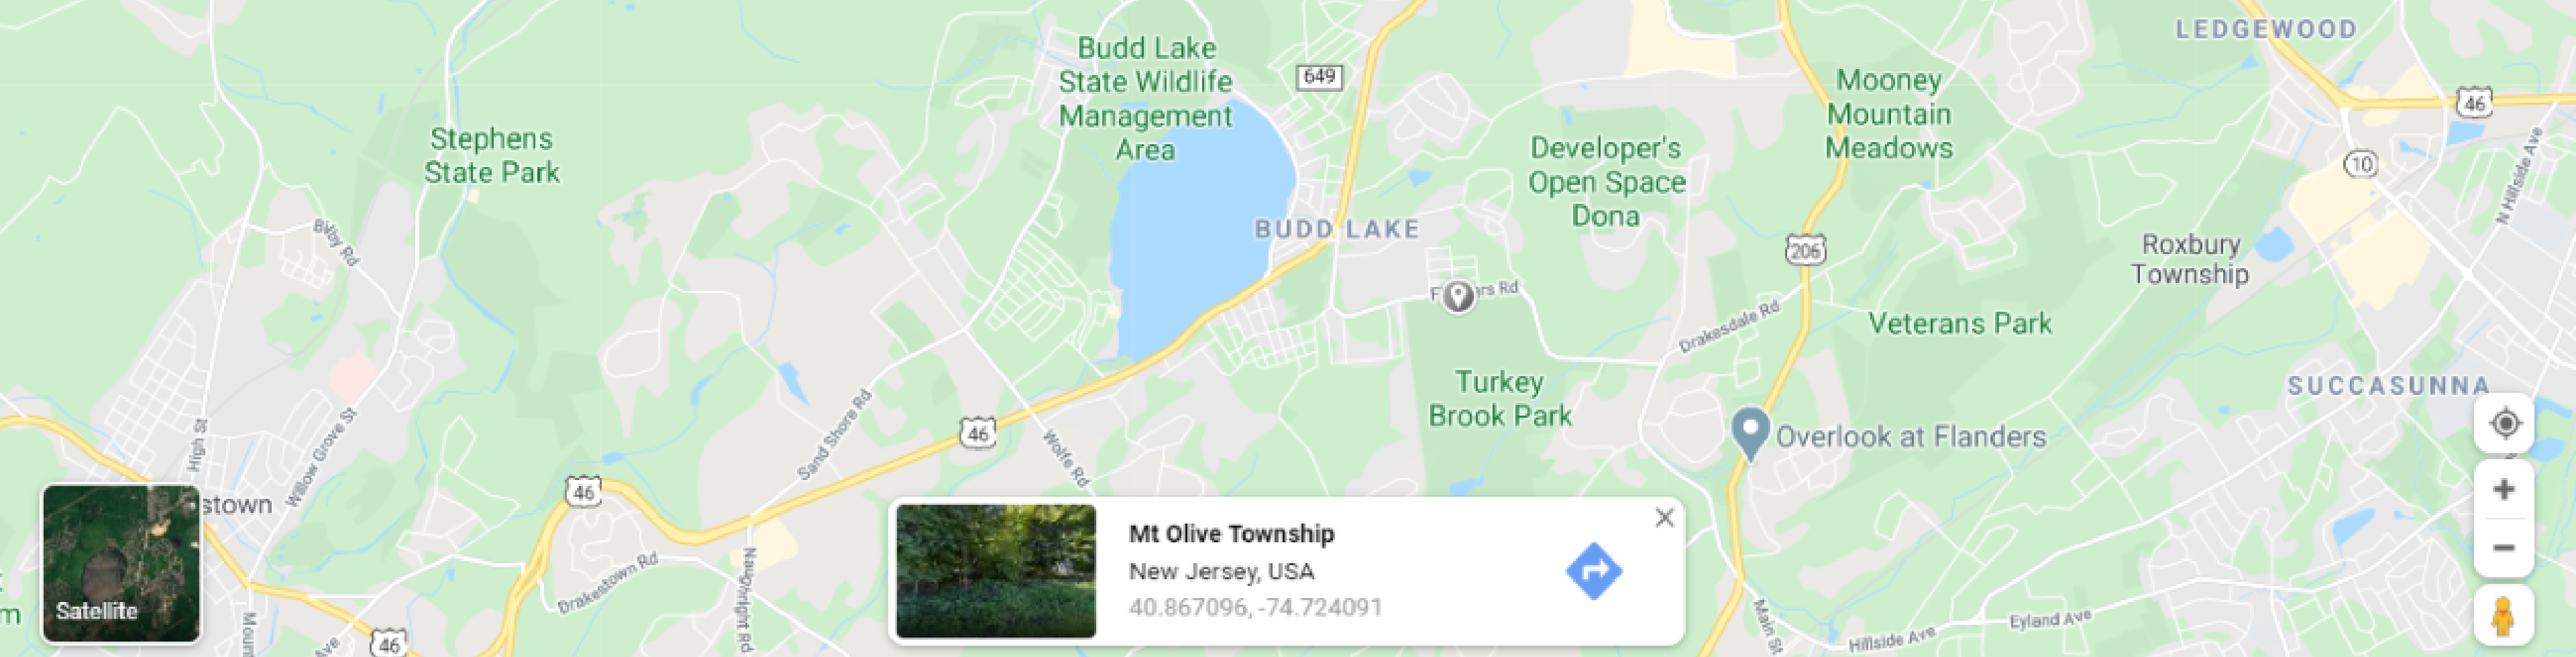 LEDGEWOOD
Budd Lake
State Wildlife
Management
Area
649
Mooney
Mountain
Meadows
46
Stephens
State Park
Developer's
Open Space
Dona
10
N Hillside Ave
Bilby Rd
BUDD LAKE
206
Roxbury
Township
Rd
Drakesdale Rd
Veterans Park
Turkey
Brook Park
SUCCASUNNA
High St
Willow Grove St
Sand Shore Rd
46
Wolfe Rd
Overlook at Flanders
46
stown
Satellite
Drakestown Rd
Naughright Rd
Mt Olive Township
New Jersey, USA
40.867096, -74.724091
Main St
Hillside Ave
Eyland Ave
46